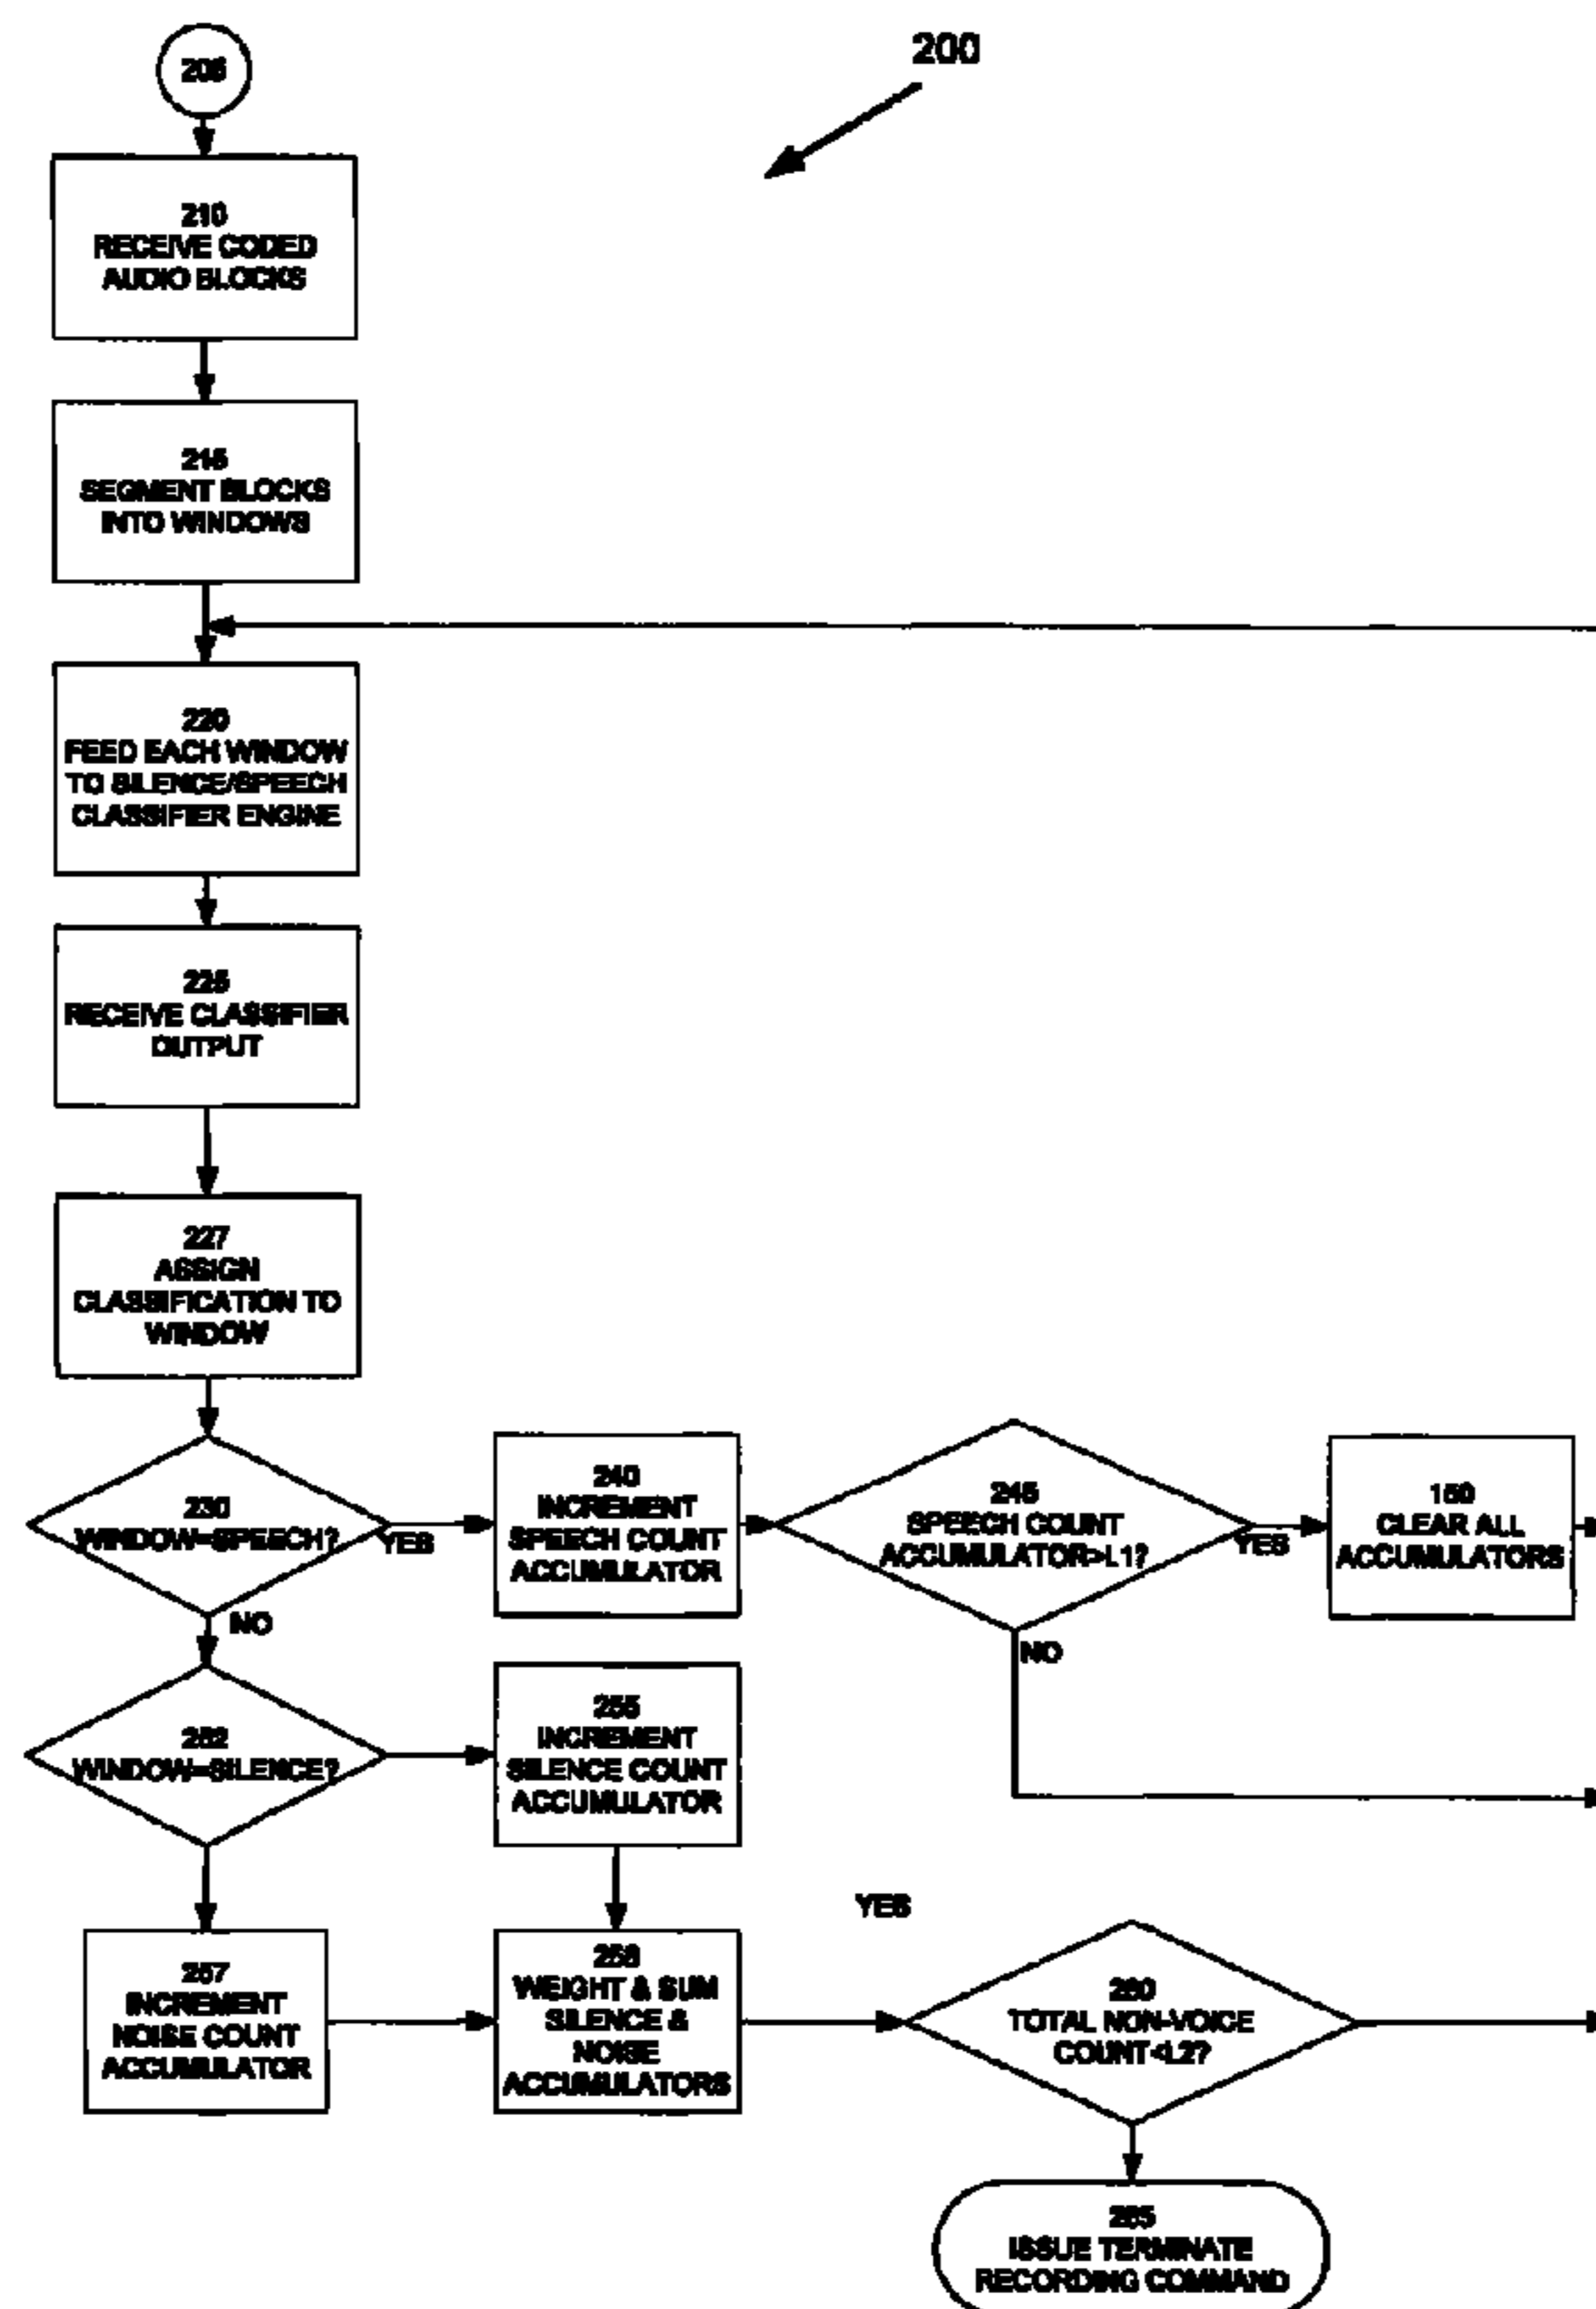 200
205
210
RECEIVE CODED
AUDIO BLOCKS
215
SEGMENT BLOCKS
INTO WINDOWS
220
FEED EACH WINDOW
TO SILENCE/SPEECH
CLASSIFIER ENGINE
225
RECEIVE CLASSIFIER
OUTPUT
227
ASSIGN
CLASSIFICATION TO
WINDOW
230
WINDOW=SPEECH?
YES
240
INCREMENT
SPEECH COUNT
ACCUMULATOR
245
SPEECH COUNT
ACCUMULATOR>L1?
YES
150
CLEAR ALL
ACCUMULATORS
NO
NO
252
WINDOW=SILENCE?
255
INCREMENT
SILENCE COUNT
ACCUMULATOR
257
INCREMENT
NOISE COUNT
ACCUMULATOR
258
WEIGHT & SUM
SILENCE &
NOISE
ACCUMULATORS
YES
260
TOTAL NON-VOICE
COUNT<L2?
265
ISSUE TERMINATE
RECORDING COMMAND